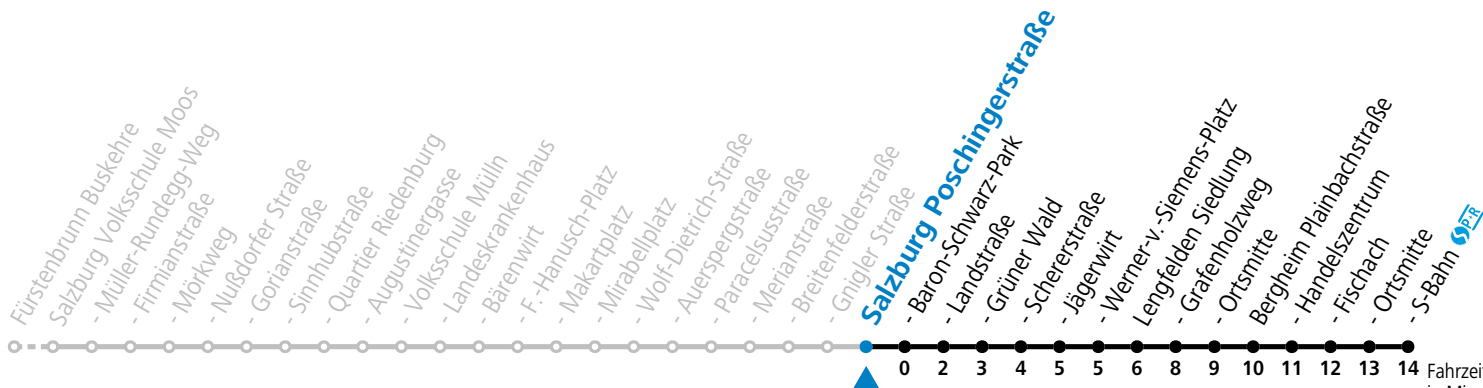 Fürstenbrunn Buskehre
Salzburg Volksschule Moos
- Müller-Rundegg-Weg
- Firmianstraße
- Mörkweg
- Nußdorfer Straße
- Gorianstraße
- Sinnhubstraße
- Quartier Riedenburg
- Augustinergasse
- Volksschule Mülln
- Landeskrankenhaus
- Bärenwirt
- F.-Hanusch-Platz
- Makartplatz
- Mirabellplatz
- Wolf-Dietrich-Straße
- Auerspergstraße
- Paracelsusstraße
- Merianstraße
- Breitenfelderstraße
- Gnigler Straße
Salzburg Poschingerstraße
- Baron-Schwarz-Park
- Landstraße
- Grüner Wald
- Schererstraße
- Jägerwirt
- Werner-v.-Siemens-Platz
Lengfelden Siedlung
- Grafenholzweg
- Ortsmitte
Bergheim Plainbachstraße
- Handelszentrum
- Fischach
- Ortsmitte
- S-Bahn P+R
0 2 3 4 5 5 6 8 9 10 11 12 13 14 Fahrzei